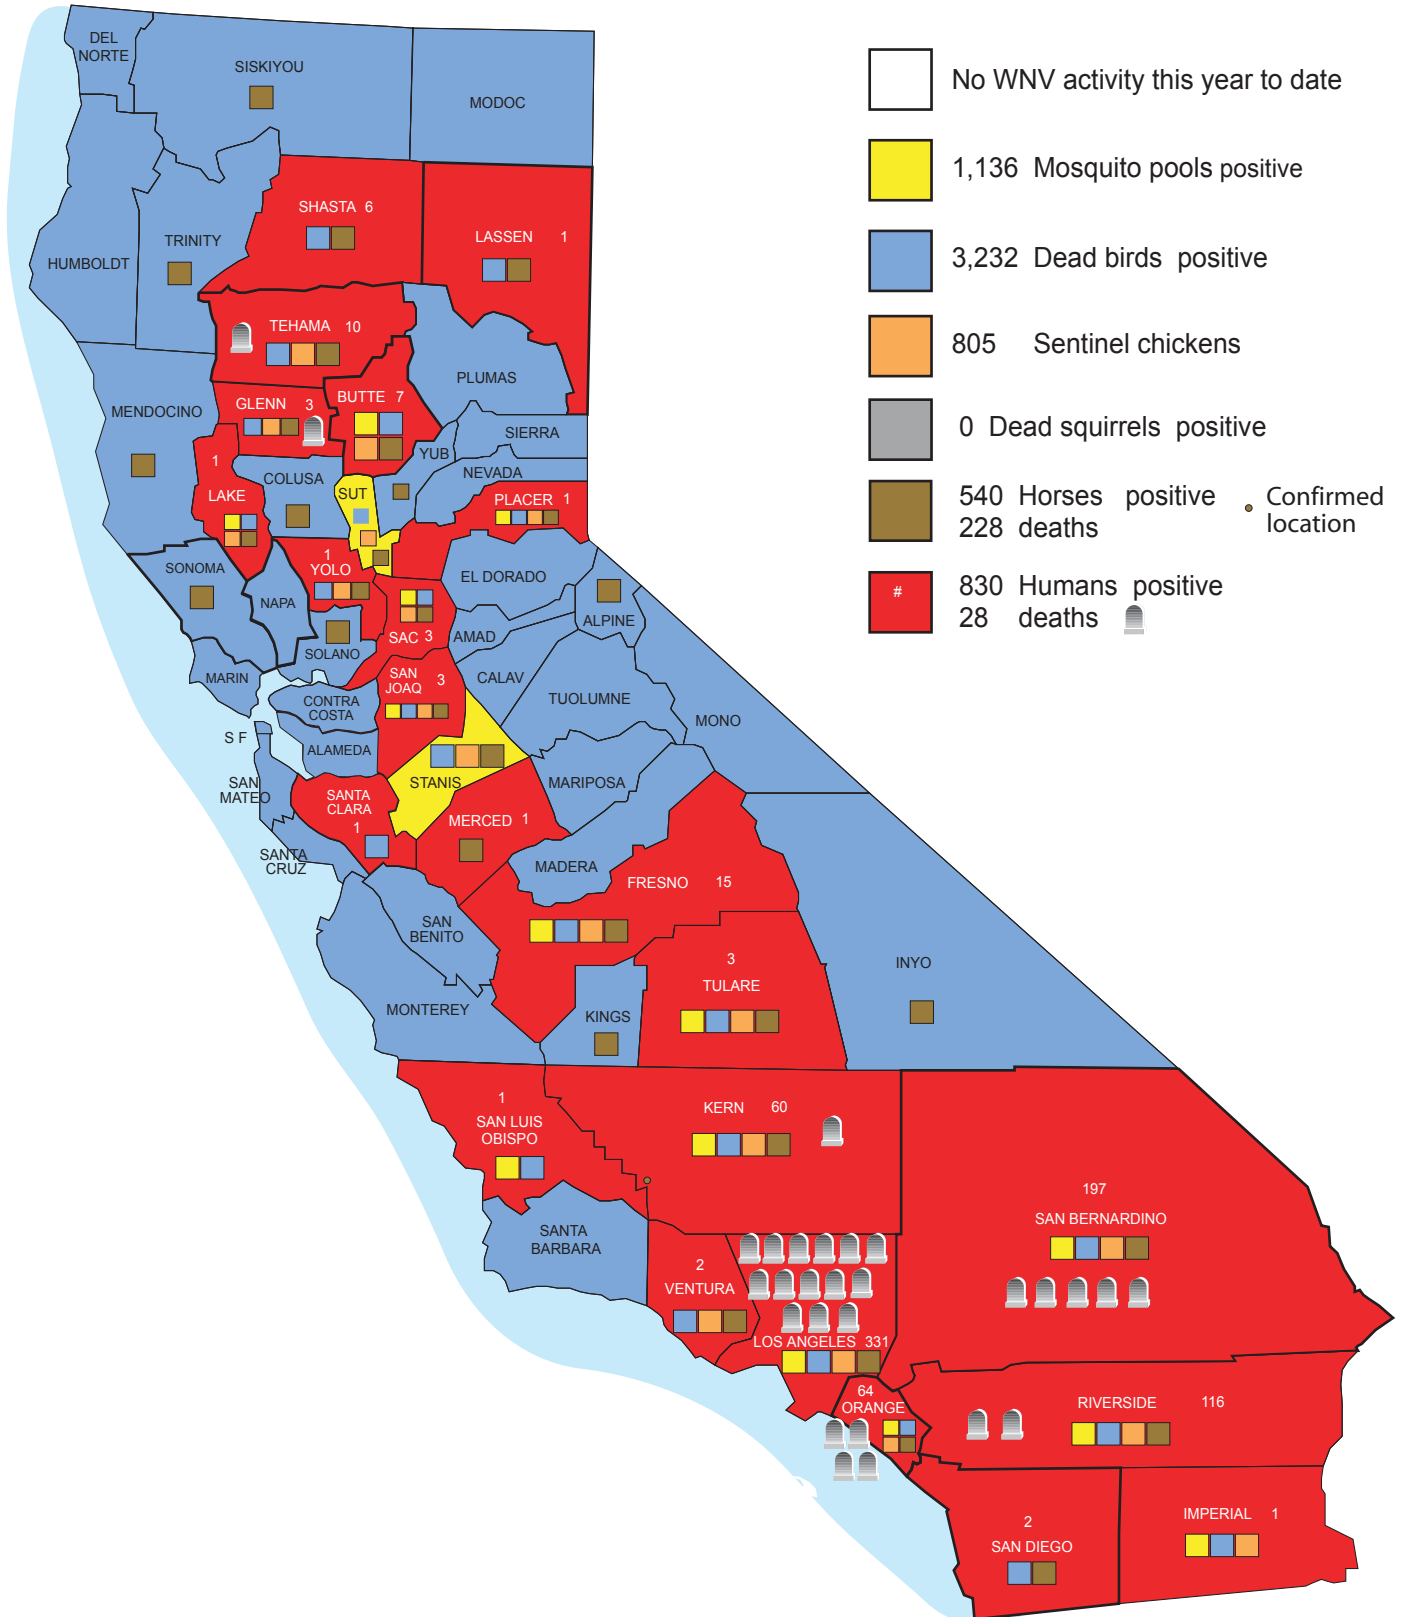 DEL
NORTE
SISKIYOU
MODOC
No WNV activity this year to date
1,136 Mosquito pools positive
3,232 Dead birds positive
805 Sentinel chickens
0 Dead squirrels positive
540 Horses positive
228 deaths
Confirmed
location
# 830 Humans positive
28 deaths
SHASTA 6
LASSEN 1
TRINITY
HUMBOLDT
TEHAMA 10
PLUMAS
GLENN 3
BUTTE 7
MENDOCINO
SIERRA
YUB
NEVADA
1
LAKE
COLUSA
SUT
PLACER 1
SONOMA
1
YOLO
EL DORADO
NAPA
ALPINE
SAC 3
AMAD
SOLANO
MARIN
SAN
JOAQ 3
CALAV
CONTRA
COSTA
TUOLUMNE
MONO
S F
ALAMEDA
STANIS
MARIPOSA
SAN
MATEO
SANTA
CLARA
1
MERCED 1
SANTA
CRUZ
MADERA
FRESNO 15
SAN
BENITO
3
TULARE
INYO
MONTEREY
KINGS
1
SAN LUIS
OBISPO
KERN 60
197
SAN BERNARDINO
SANTA
BARBARA
2
VENTURA
LOS ANGELES 331
64
ORANGE
RIVERSIDE 116
2
SAN DIEGO
IMPERIAL 1